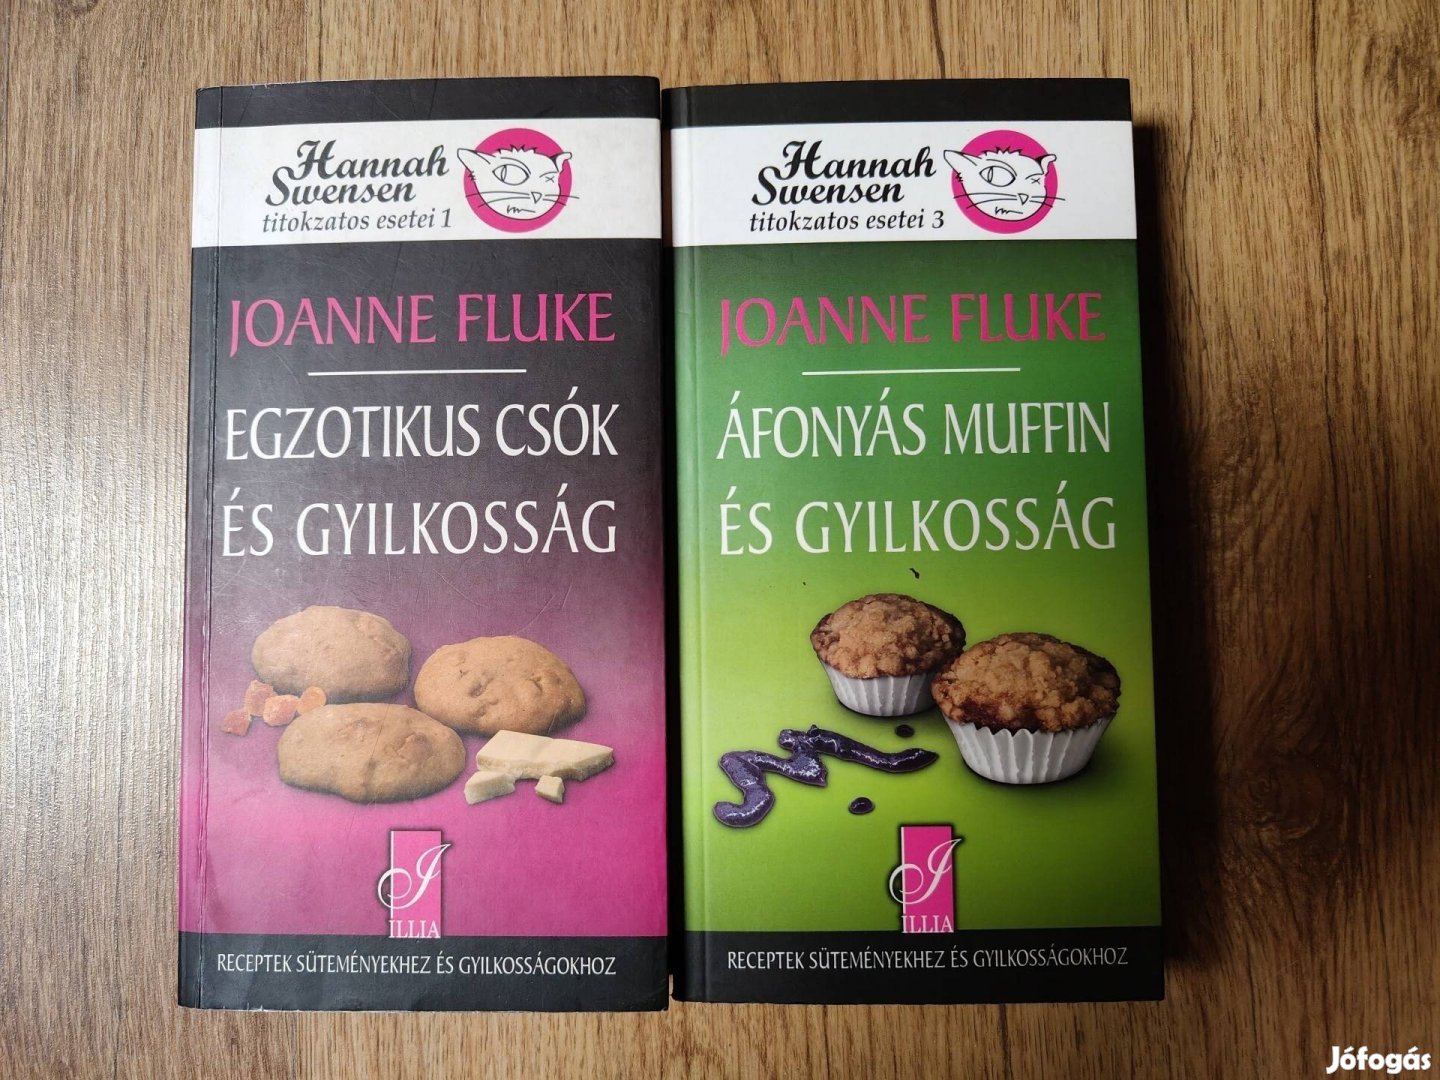 Hannah
Swensen
titokzatos esetei 1
JOANNE FLUKE
EGZOTIKUS CSÓK
ÉS GYILKOSSÁG
J
ILLIA
RECEPTEK SÜTEMÉNYEKHEZ ÉS GYILKOSSÁGOKHOZ
Hannah
Swensen
titokzatos esetei 3
JOANNE FLUKE
ÁFONYÁS MUFFIN
ÉS GYILKOSSÁG
J
ILLIA
RECEPTEK SÜTEMÉNYEKHEZ ÉS GYILKOSSÁGOKHOZ
Jófogás